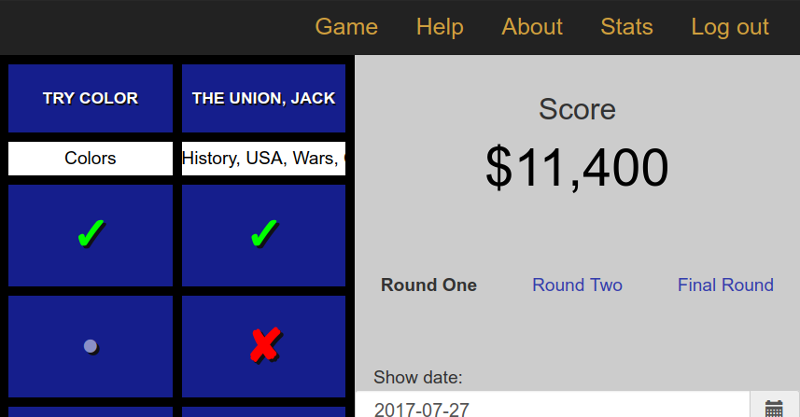 Game Help About Stats Log out
TRY COLOR THE UNION, JACK
Colors History, USA, Wars,
Score
$11,400
Round One Round Two Final Round
Show date:
2017-07-27